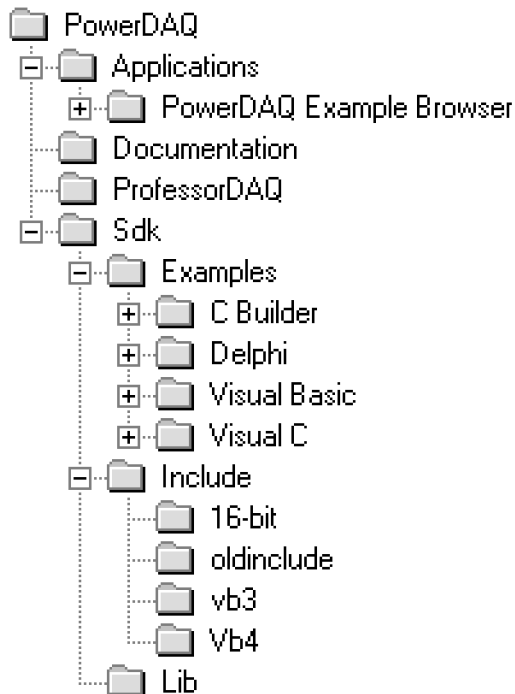 PowerDAQ
Applications
PowerDAQ Example Browser
Documentation
ProfessorDAQ
Sdk
Examples
C Builder
Delphi
Visual Basic
Visual C
Include
16-bit
oldinclude
vb3
Vb4
Lib